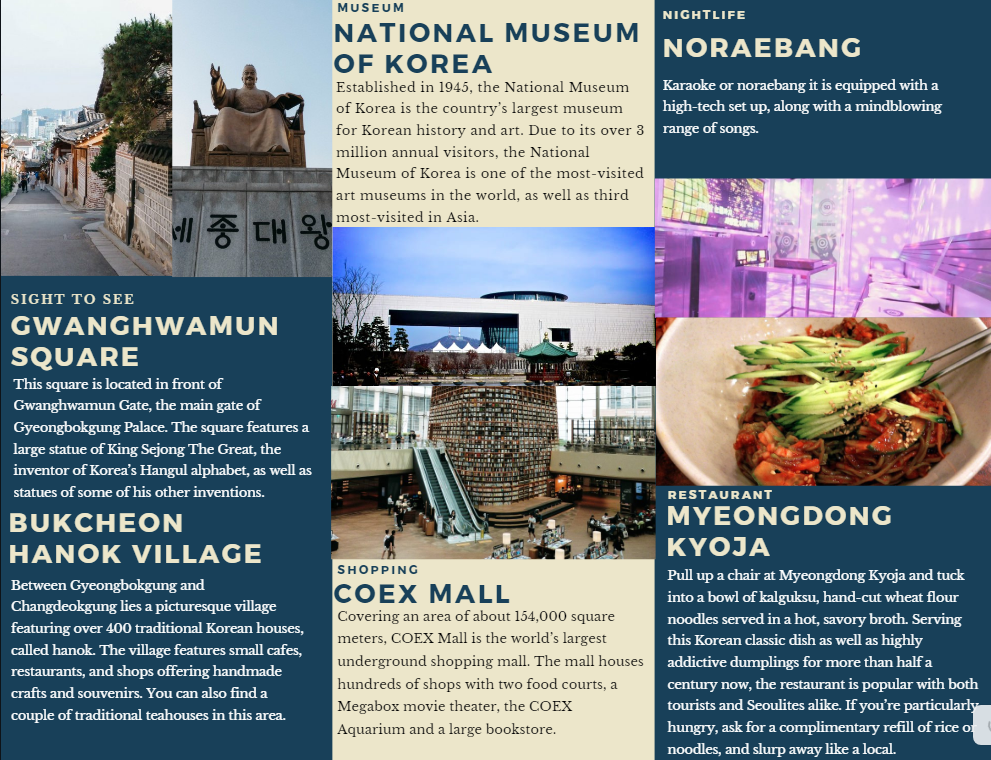 세종대왕
SIGHT TO SEE
GWANGHWAMUN
SQUARE
This square is located in front of
Gwanghwamun Gate, the main gate of
Gyeongbokgung Palace. The square features a
large statue of King Sejong The Great, the
inventor of Korea's Hangul alphabet, as well as
statues of some of his other inventions.
BUKCHEON
HANOK VILLAGE
Between Gyeongbokgung and
Changdeokgung lies a picturesque village
featuring over 400 traditional Korean houses,
called hanok. The village features small cafes,
restaurants, and shops offering handmade
crafts and souvenirs. You can also find a
couple of traditional teahouses in this area.
MUSEUM
NATIONAL MUSEUM
OF KOREA
Established in 1945, the National Museum
of Korea is the country's largest museum
for Korean history and art. Due to its over 3
million annual visitors, the National
Museum of Korea is one of the most-visited
art museums in the world, as well as third
most-visited in Asia.
SHOPPING
COEX MALL
Covering an area of about 154,000 square
meters, COEX Mall is the world's largest
underground shopping mall. The mall houses
hundreds of shops with two food courts, a
Megabox movie theater, the COEX
Aquarium and a large bookstore.
NIGHTLIFE
NORAEBANG
Karaoke or noraebang it is equipped with a
high-tech set up, along with a mindblowing
range of songs.
RESTAURANT
MYEONGDONG
KYOJA
Pull up a chair at Myeongdong Kyoja and tuck
into a bowl of kalguksu, hand-cut wheat flour
noodles served in a hot, savory broth. Serving
this Korean classic dish as well as highly
addictive dumplings for more than half a
century now, the restaurant is popular with both
tourists and Seoulites alike. If you're particularly
hungry, ask for a complimentary refill of rice or
noodles, and slurp away like a local.